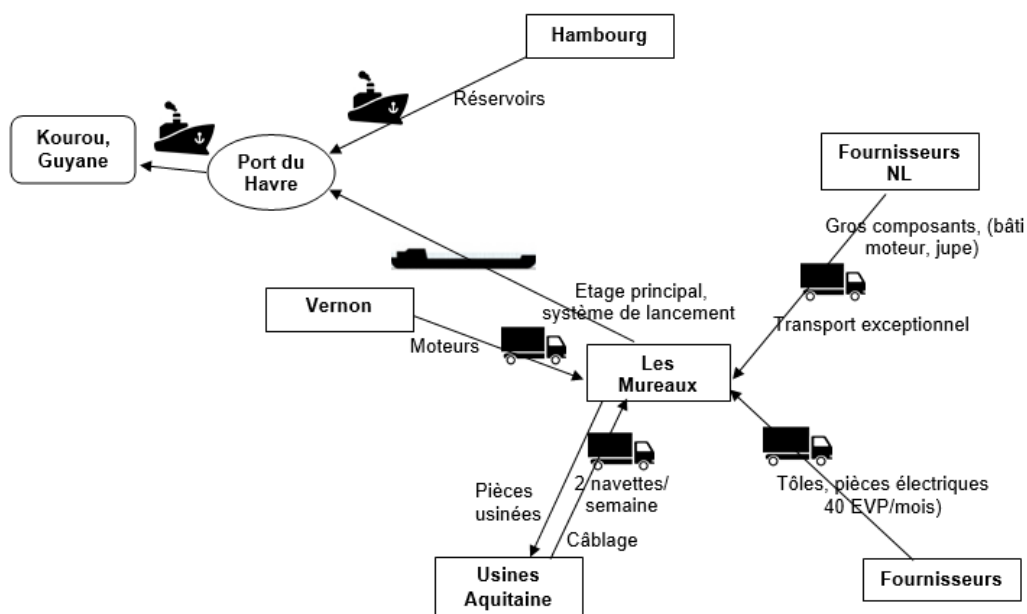 Hambourg
Réservoirs
Kourou,
Guyane
Port du
Havre
Fournisseurs
NL
Gros composants, (bâti
moteur, jupe)
Transport exceptionnel
Etage principal,
système de lancement
Vernon
Moteurs
Les
Mureaux
2 navettes/
semaine
Pièces
usinées
Câblage
Tôles, pièces électriques
40 EVP/mois)
Usines
Aquitaine
Fournisseurs